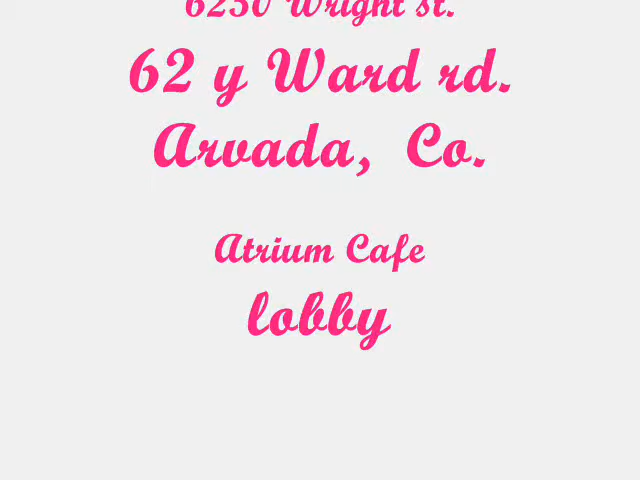 6230 Wright st.
62 y Ward rd.
Arvada, Co.
Atrium Cafe
lobby